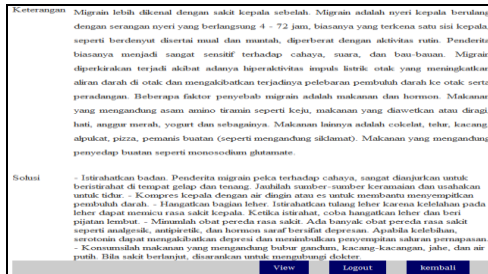 Keterangan Migrain lebih dikenal dengan sakit kepala sebelah. Migrain adalah nyeri kepala berulang
dengan serangan nyeri yang berlangsung 4 - 72 jam, biasanya yang terkena satu sisi kepala,
seperti berdenyut disertai mual dan muntah, diperberat dengan aktivitas rutin. Penderita
biasanya menjadi sangat sensitif terhadap cahaya, suara, dan bau-bauan. Migrain
diperkirakan terjadi akibat adanya hiperaktivitas impuls listrik otak yang meningkatkan
aliran darah di otak dan mengakibatkan terjadinya pelebaran pembuluh darah ke otak serta
peradangan. Beberapa faktor penyebab migrain adalah makanan dan hormon. Makanan
yang mengandung asam amino tiramin seperti keju, makanan yang diawetkan atau diragi,
hati, anggur merah, yogurt dan sebagainya. Makanan lainnya adalah cokelat, telur, kacang,
alpukat, pizza, pemanis buatan (seperti mengandung siklamat). Makanan yang mengandung
penyedap buatan seperti monosodium glutamate.
Solusi - Istirahatkan badan. Penderita migrain peka terhadap cahaya, sangat dianjurkan untuk
beristirahat di tempat gelap dan tenang. Jauhilah sumber-sumber keramaian dan usahakan
untuk tidur. - Kompres kepala dengan air dingin atau es untuk membantu menyempitkan
pembuluh darah. - Hangatkan bagian leher. Istirahatkan tulang leher karena kelelahan pada
leher dapat memicu rasa sakit kepala. Ketika istirahat, coba hangatkan leher dan beri
pijatan lembut. - Minumlah obat pereda rasa sakit. Ada banyak obat pereda rasa sakit
seperti analgesik, antipiretik, dan hormon saraf bersifat depresan. Apabila kelebihan,
serotonin dapat mengakibatkan depresi dan menimbulkan penyempitan saluran pernapasan.
- Konsumsilah makanan yang mengandung bubur gandum, kacang-kacangan, jahe, dan air
putih. Bila sakit berlanjut, disarankan untuk mengubungi dokter.
View Logout kembali